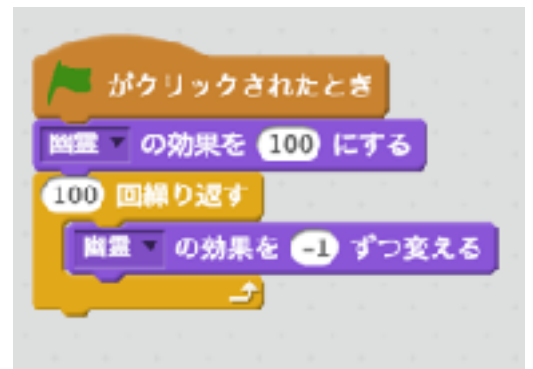 がクリックされたとき
幽霊 の効果を 100 にする
100 回繰り返す
幽霊 の効果を -1 ずつ変える